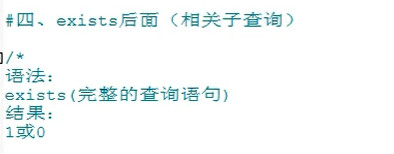 #四、exists后面（相关子查询）
/*
语法：
exists(完整的查询语句)
结果：
1或0